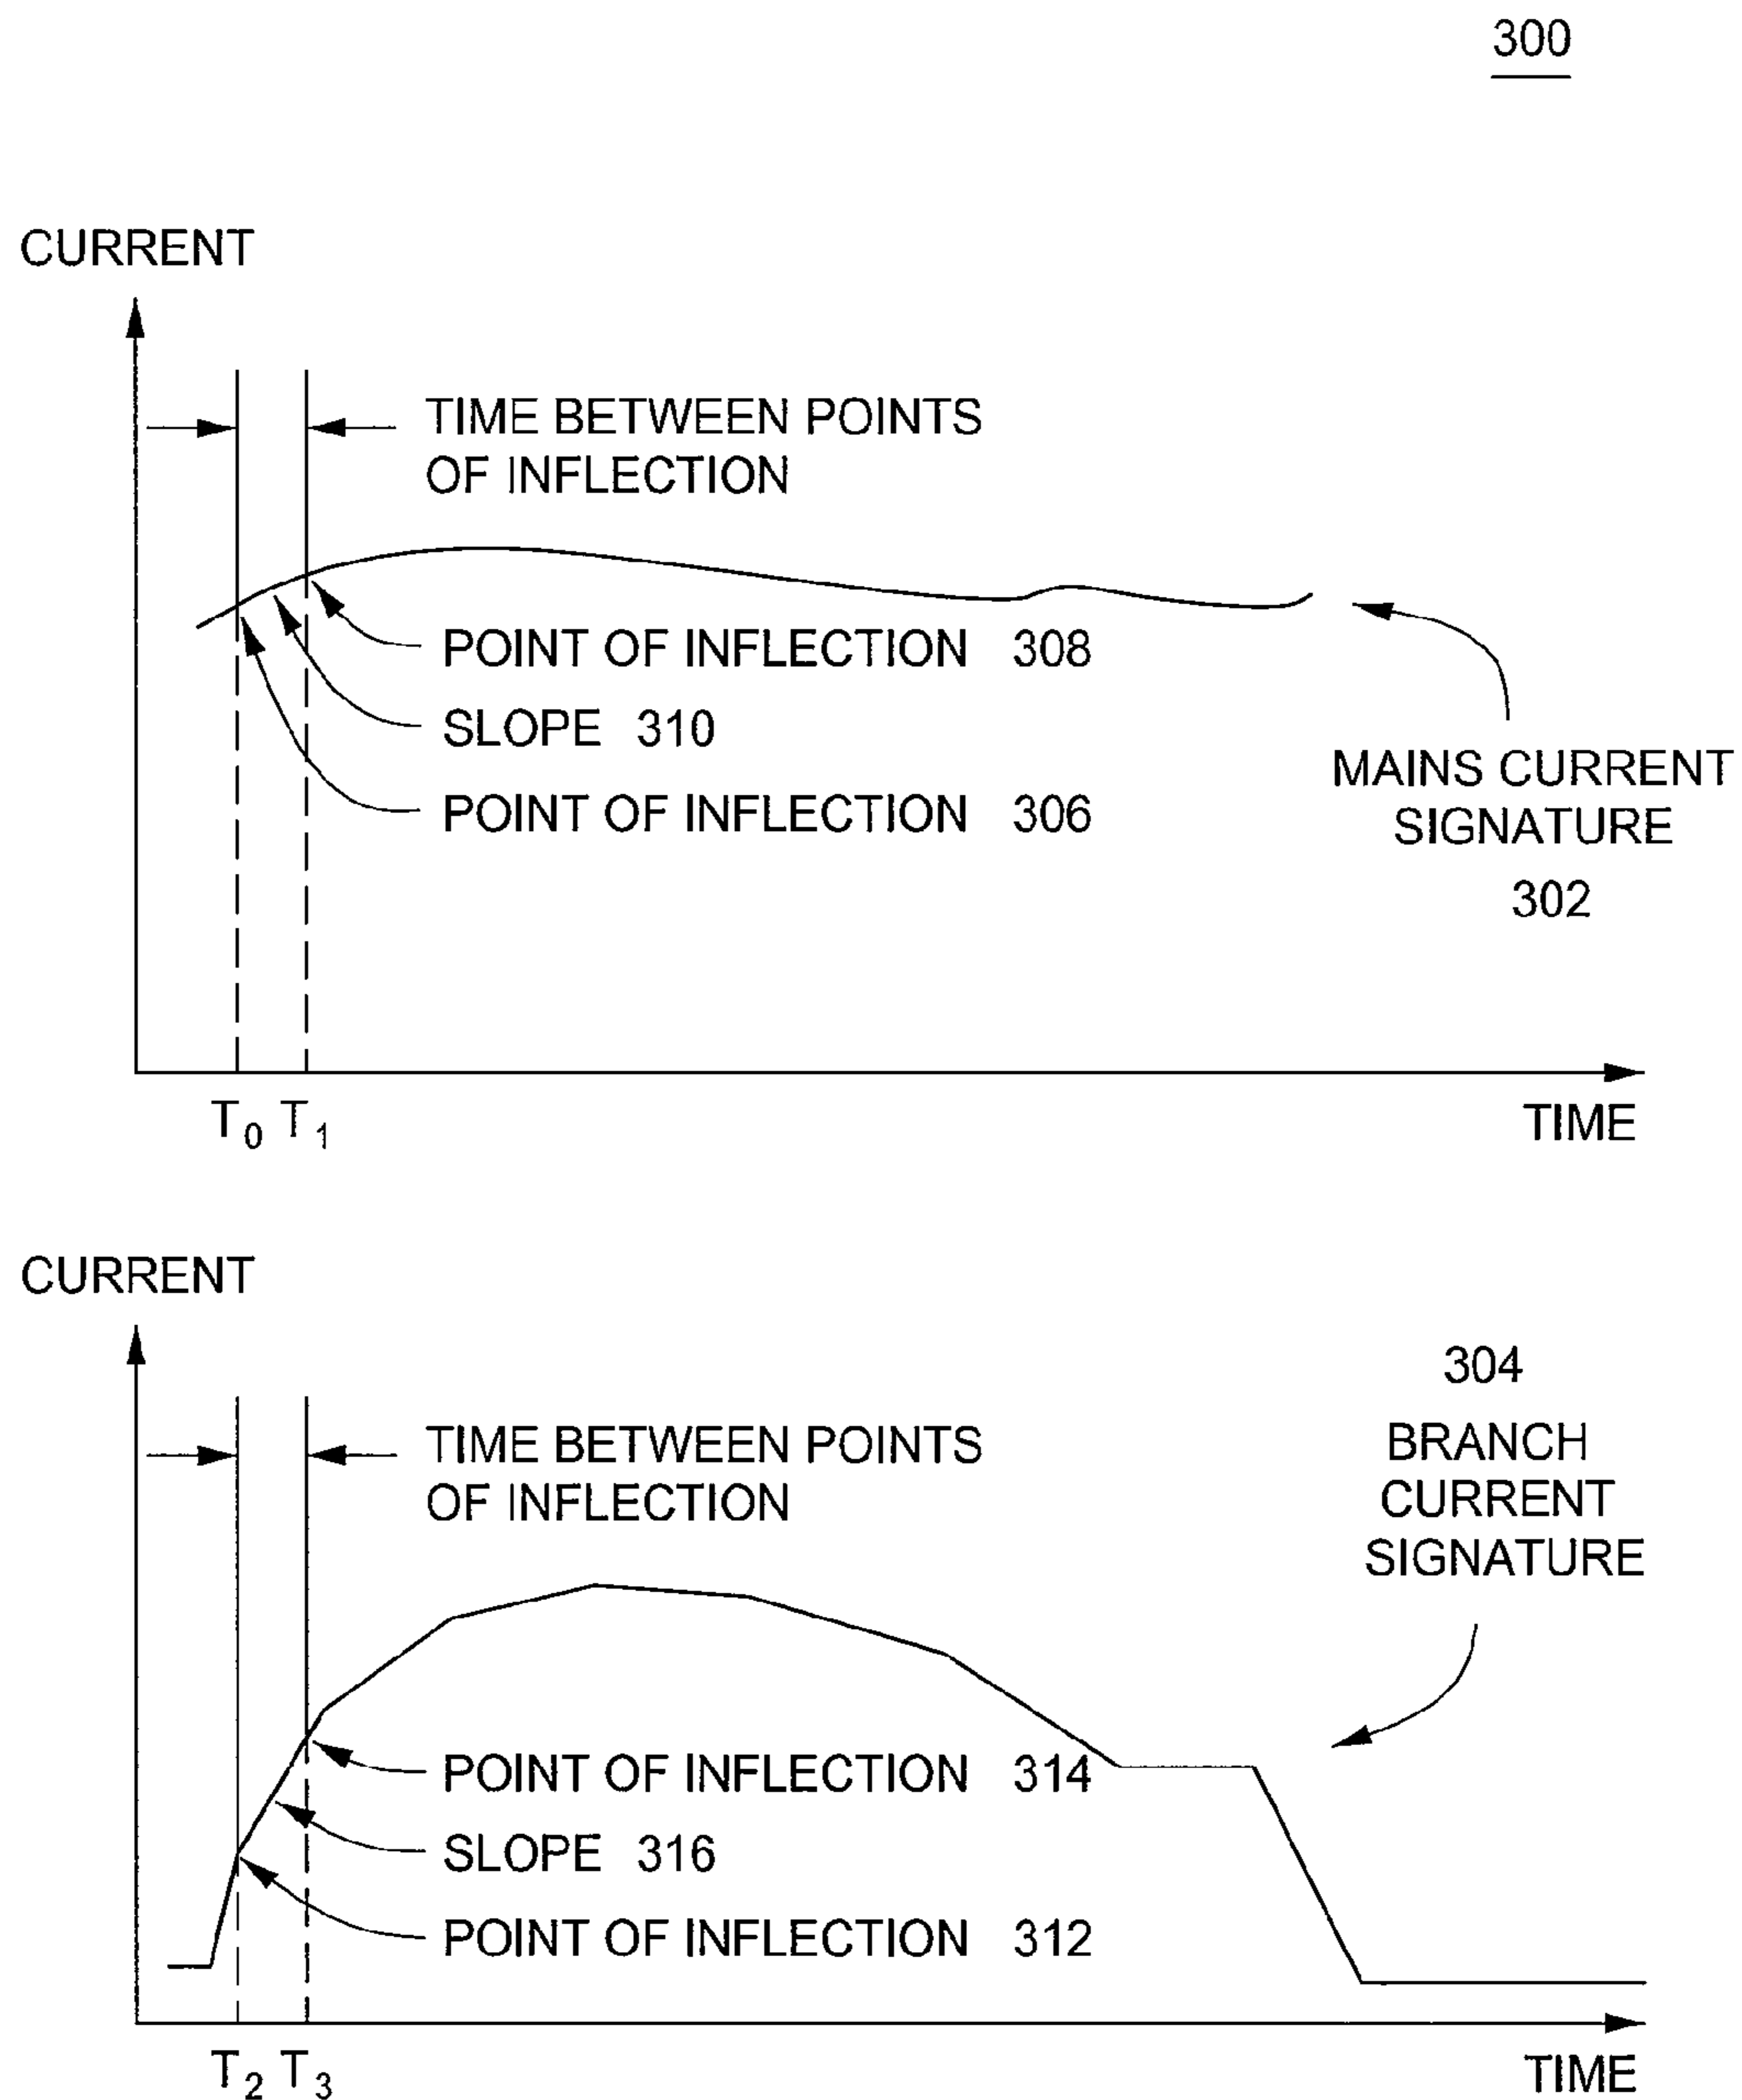 300
CURRENT
TIME BETWEEN POINTS
OF INFLECTION
POINT OF INFLECTION 308
SLOPE 310
POINT OF INFLECTION 306
MAINS CURRENT
SIGNATURE
302
T0 T1
TIME
CURRENT
304
BRANCH
CURRENT
SIGNATURE
TIME BETWEEN POINTS
OF INFLECTION
POINT OF INFLECTION 314
SLOPE 316
POINT OF INFLECTION 312
T2 T3
TIME